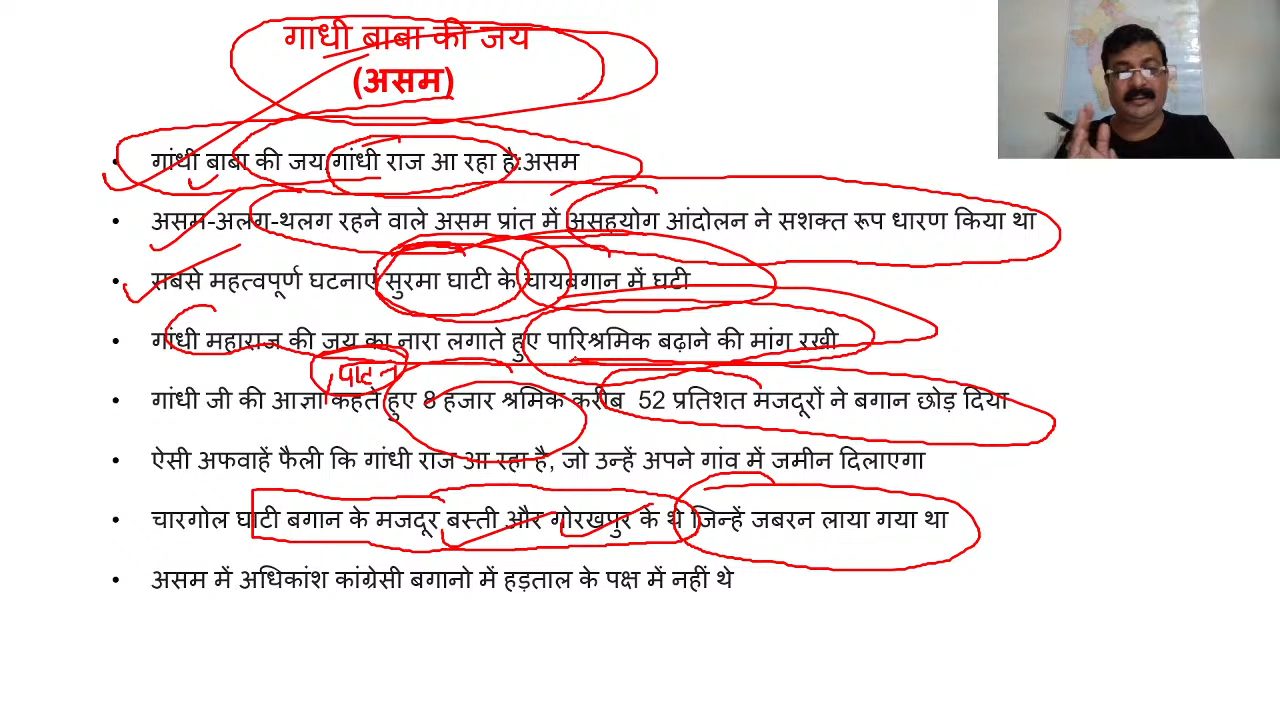 गाधी बाबा की जय
(असम)
• गांधी बाबा की जय गांधी राज आ रहा है:असम
• असम-अलग-थलग रहने वाले असम प्रांत में असहयोग आंदोलन ने सशक्त रूप धारण किया था
• सबसे महत्वपूर्ण घटनाऐं सुरमा घाटी के चायबगान में घटी
• गांधी महाराज की जय का नारा लगाते हुए पारिश्रमिक बढ़ाने की मांग रखी
• गांधी जी की आज्ञा कहते हुए 8 हजार श्रमिक करीब 52 प्रतिशत मजदूरों ने बगान छोड़ दिया
• ऐसी अफवाहें फैली कि गांधी राज आ रहा है, जो उन्हें अपने गांव में जमीन दिलाएगा
• चारगोल घाटी बगान के मजदूर बस्ती और गोरखपुर के थे जिन्हें जबरन लाया गया था
• असम में अधिकांश कांग्रेसी बगानो में हड़ताल के पक्ष में नहीं थे